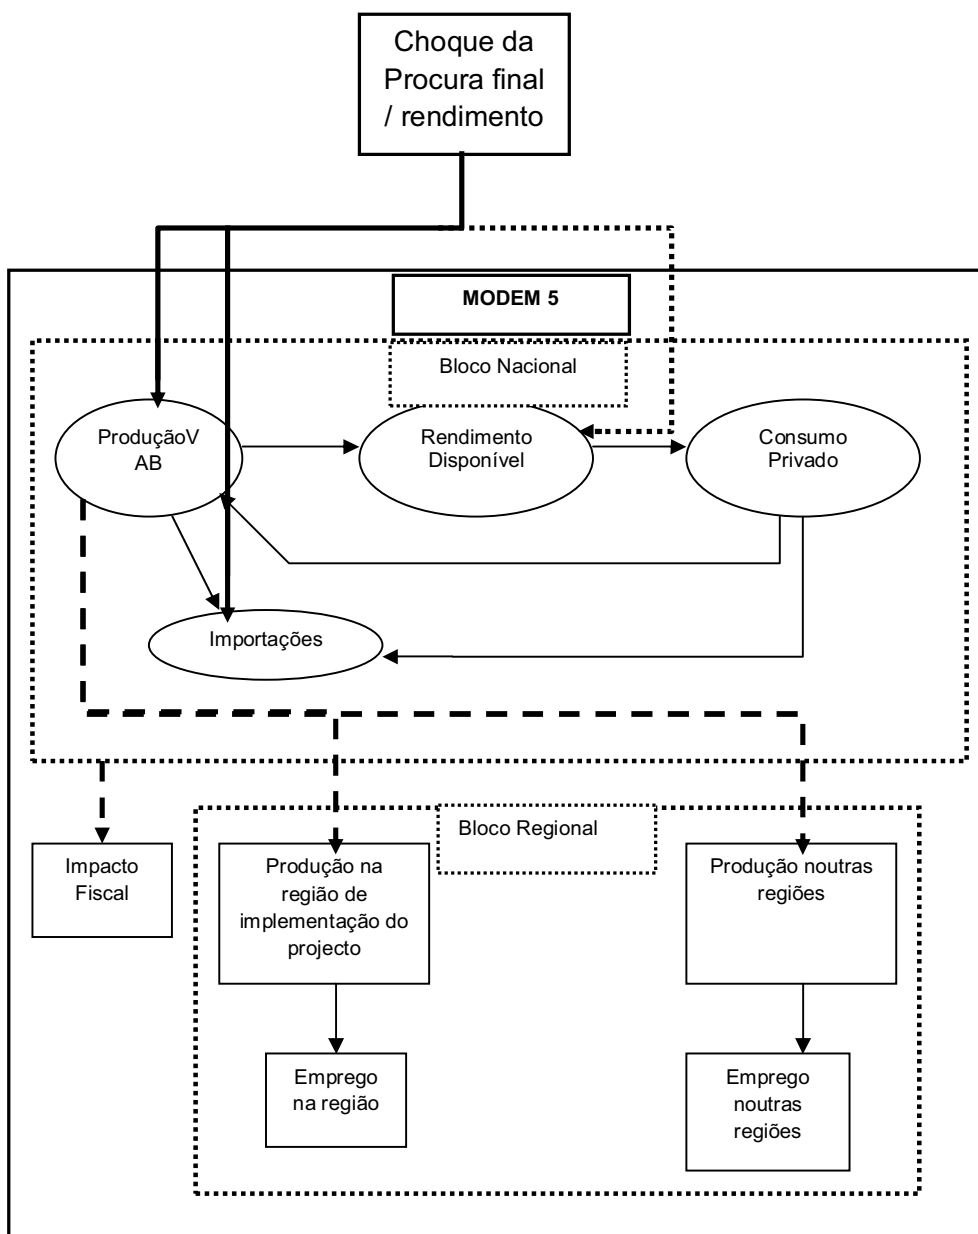 Choque da
Procura final
/ rendimento
MODEM 5
Bloco Nacional
ProduçãoV
AB
Rendimento
Disponível
Consumo
Privado
Importações
Bloco Regional
Impacto
Fiscal
Produção na
região de
implementação do
projecto
Produção noutras
regiões
Emprego
na região
Emprego
noutras
regiões